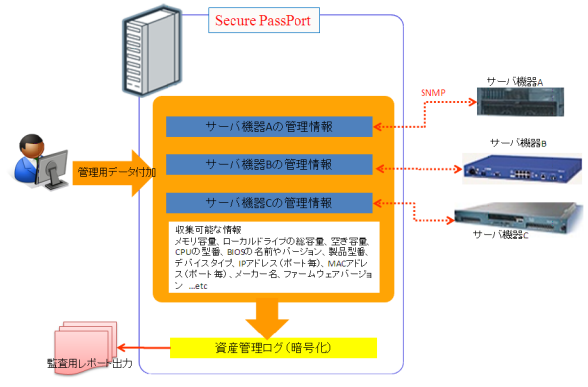 Secure PassPort
サーバ機器A
SNMP
サーバ機器Aの管理情報
サーバ機器B
サーバ機器Bの管理情報
管理用データ付加
サーバ機器Cの管理情報
サーバ機器C
収集可能な情報
メモリ容量、ローカルドライブの総容量、空き容量、
CPUの型番、BIOSの名前やバージョン、製品型番、
デバイスタイプ、IPアドレス（ポート毎）、MACアドレ
ス（ポート毎）、メーカー名、ファームウェアバージョ
ン …etc
資産管理ログ（暗号化）
監査用レポート出力